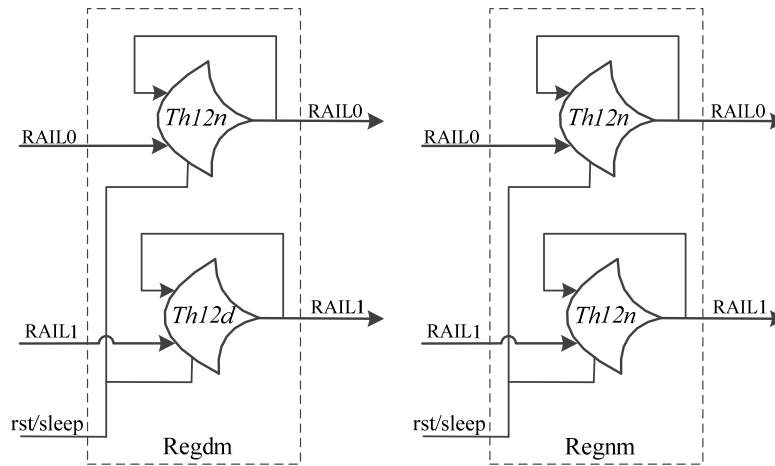 Th12n
RAIL0
RAIL0
Th12d
RAIL1
RAIL1
rst/sleep
Regdm
Th12n
RAIL0
RAIL0
Th12n
RAIL1
RAIL1
rst/sleep
Regnm